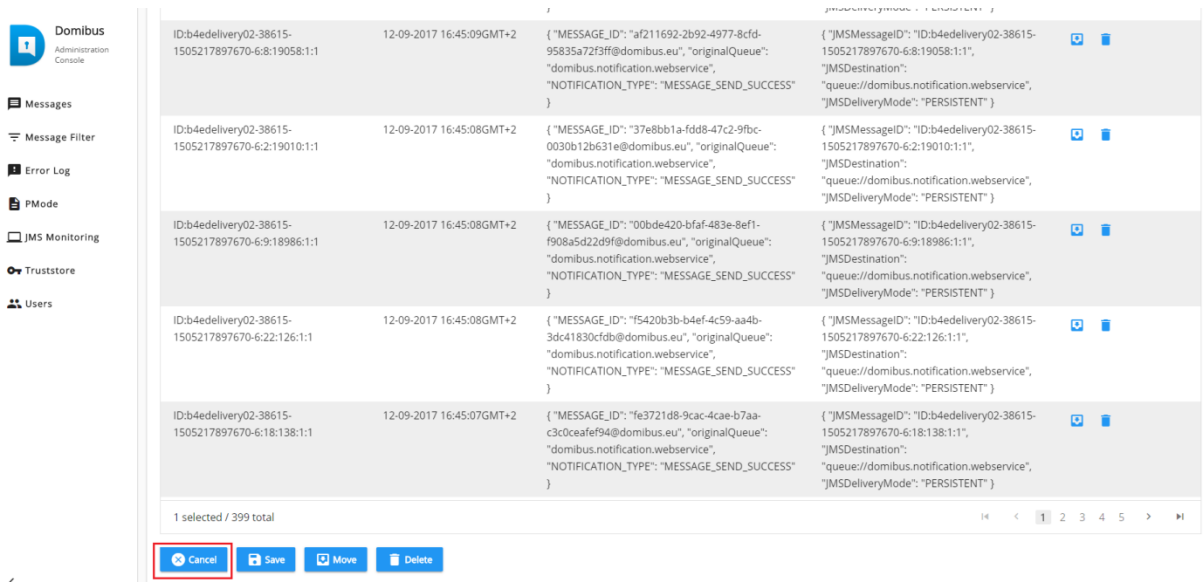 Domibus
Administration
Console
Messages
Message Filter
Error Log
PMode
JMS Monitoring
Truststore
Users
} "JMSDeliveryMode": "PERSISTENT" }
ID:b4edelivery02-38615- 12-09-2017 16:45:09GMT+2 { "MESSAGE_ID": "af211692-2b92-4977-8cfd- { "JMSMessageID": "ID:b4edelivery02-38615-
1505217897670-6:8:19058:1:1 95835a72f3ff@domibus.eu", "originalQueue": 1505217897670-6:8:19058:1:1",
"domibus.notification.webservice", "JMSDestination":
"NOTIFICATION_TYPE": "MESSAGE_SEND_SUCCESS" "queue://domibus.notification.webservice",
} "JMSDeliveryMode": "PERSISTENT" }
ID:b4edelivery02-38615- 12-09-2017 16:45:08GMT+2 { "MESSAGE_ID": "37e8bb1a-fdd8-47c2-9fbc- { "JMSMessageID": "ID:b4edelivery02-38615-
1505217897670-6:2:19010:1:1 0030b12b631e@domibus.eu", "originalQueue": 1505217897670-6:2:19010:1:1",
"domibus.notification.webservice", "JMSDestination":
"NOTIFICATION_TYPE": "MESSAGE_SEND_SUCCESS" "queue://domibus.notification.webservice",
} "JMSDeliveryMode": "PERSISTENT" }
ID:b4edelivery02-38615- 12-09-2017 16:45:08GMT+2 { "MESSAGE_ID": "00bde420-bfaf-483e-8ef1- { "JMSMessageID": "ID:b4edelivery02-38615-
1505217897670-6:9:18986:1:1 f908a5d22d9f@domibus.eu", "originalQueue": 1505217897670-6:9:18986:1:1",
"domibus.notification.webservice", "JMSDestination":
"NOTIFICATION_TYPE": "MESSAGE_SEND_SUCCESS" "queue://domibus.notification.webservice",
} "JMSDeliveryMode": "PERSISTENT" }
ID:b4edelivery02-38615- 12-09-2017 16:45:08GMT+2 { "MESSAGE_ID": "f5420b3b-b4ef-4c59-aa4b- { "JMSMessageID": "ID:b4edelivery02-38615-
1505217897670-6:22:126:1:1 3dc41830cfdb@domibus.eu", "originalQueue": 1505217897670-6:22:126:1:1",
"domibus.notification.webservice", "JMSDestination":
"NOTIFICATION_TYPE": "MESSAGE_SEND_SUCCESS" "queue://domibus.notification.webservice",
} "JMSDeliveryMode": "PERSISTENT" }
ID:b4edelivery02-38615- 12-09-2017 16:45:07GMT+2 { "MESSAGE_ID": "fe3721d8-9cac-4cae-b7aa- { "JMSMessageID": "ID:b4edelivery02-38615-
1505217897670-6:18:138:1:1 c3c0ceafef94@domibus.eu", "originalQueue": 1505217897670-6:18:138:1:1",
"domibus.notification.webservice", "JMSDestination":
"NOTIFICATION_TYPE": "MESSAGE_SEND_SUCCESS" "queue://domibus.notification.webservice",
} "JMSDeliveryMode": "PERSISTENT" }
1 selected / 399 total 1 2 3 4 5
Cancel Save Move Delete